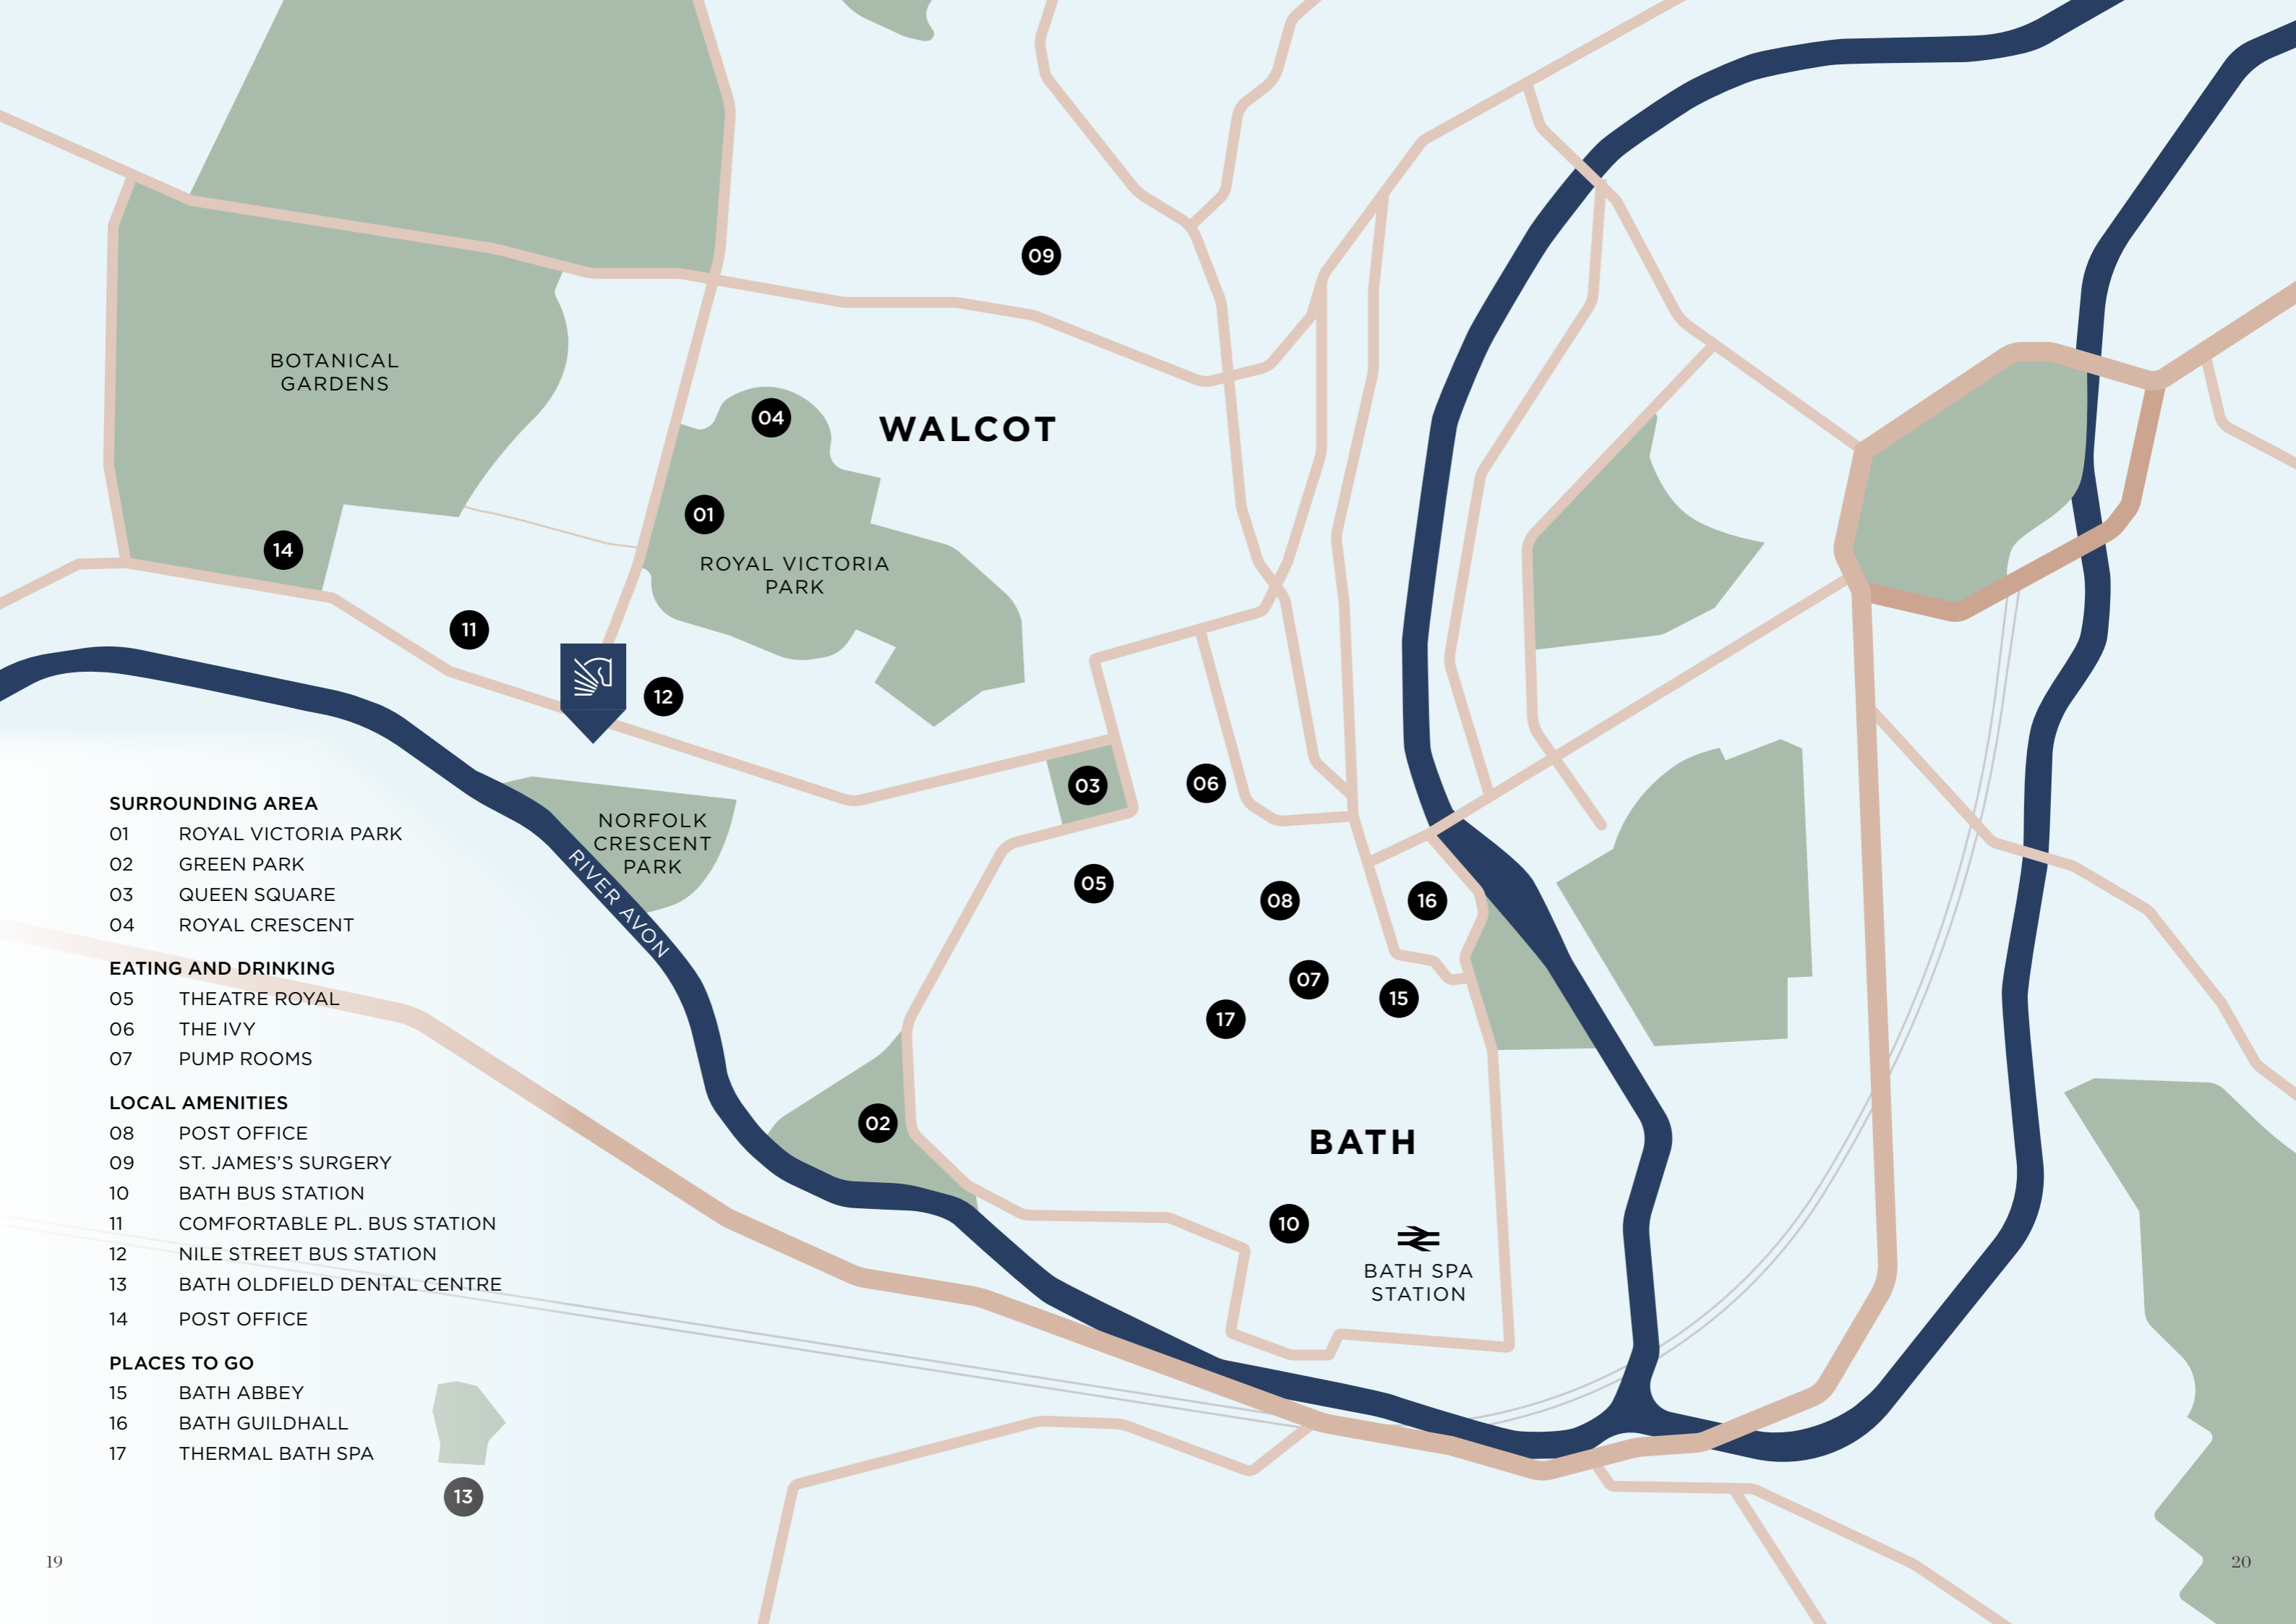 09
BOTANICAL
GARDENS
04
WALCOT
01
14
ROYAL VICTORIA
PARK
11
12
03
06
NORFOLK
CRESCENT
PARK
RIVER AVON
05
08
16
07
15
17
02
BATH
10
BATH SPA
STATION
SURROUNDING AREA
01 ROYAL VICTORIA PARK
02 GREEN PARK
03 QUEEN SQUARE
04 ROYAL CRESCENT
EATING AND DRINKING
05 THEATRE ROYAL
06 THE IVY
07 PUMP ROOMS
LOCAL AMENITIES
08 POST OFFICE
09 ST. JAMES’S SURGERY
10 BATH BUS STATION
11 COMFORTABLE PL. BUS STATION
12 NILE STREET BUS STATION
13 BATH OLDFIELD DENTAL CENTRE
14 POST OFFICE
PLACES TO GO
15 BATH ABBEY
16 BATH GUILDHALL
17 THERMAL BATH SPA
13
19
20